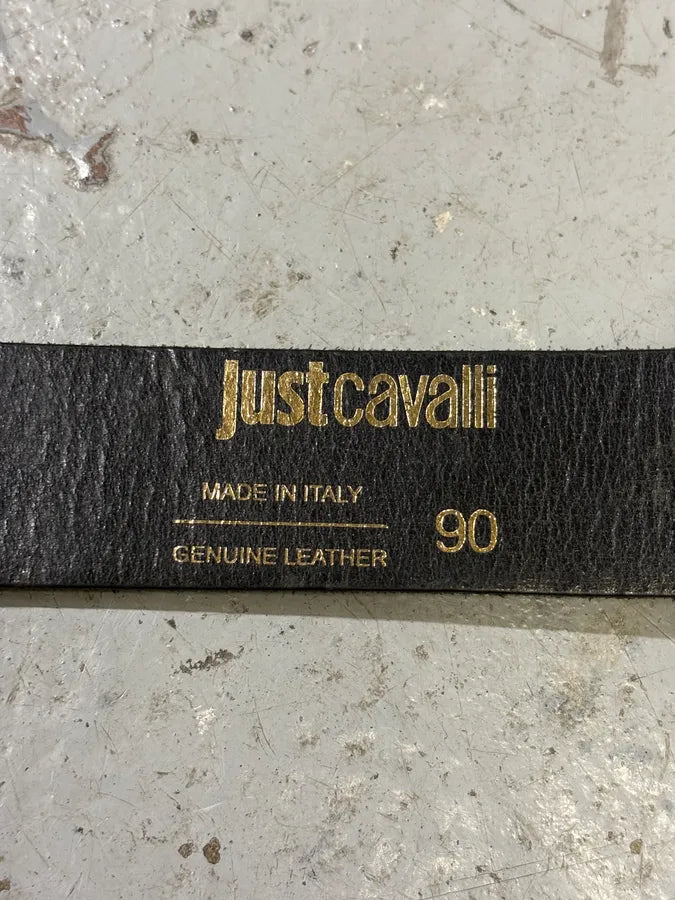 Justcavalli
MADE IN ITALY
GENUINE LEATHER
90